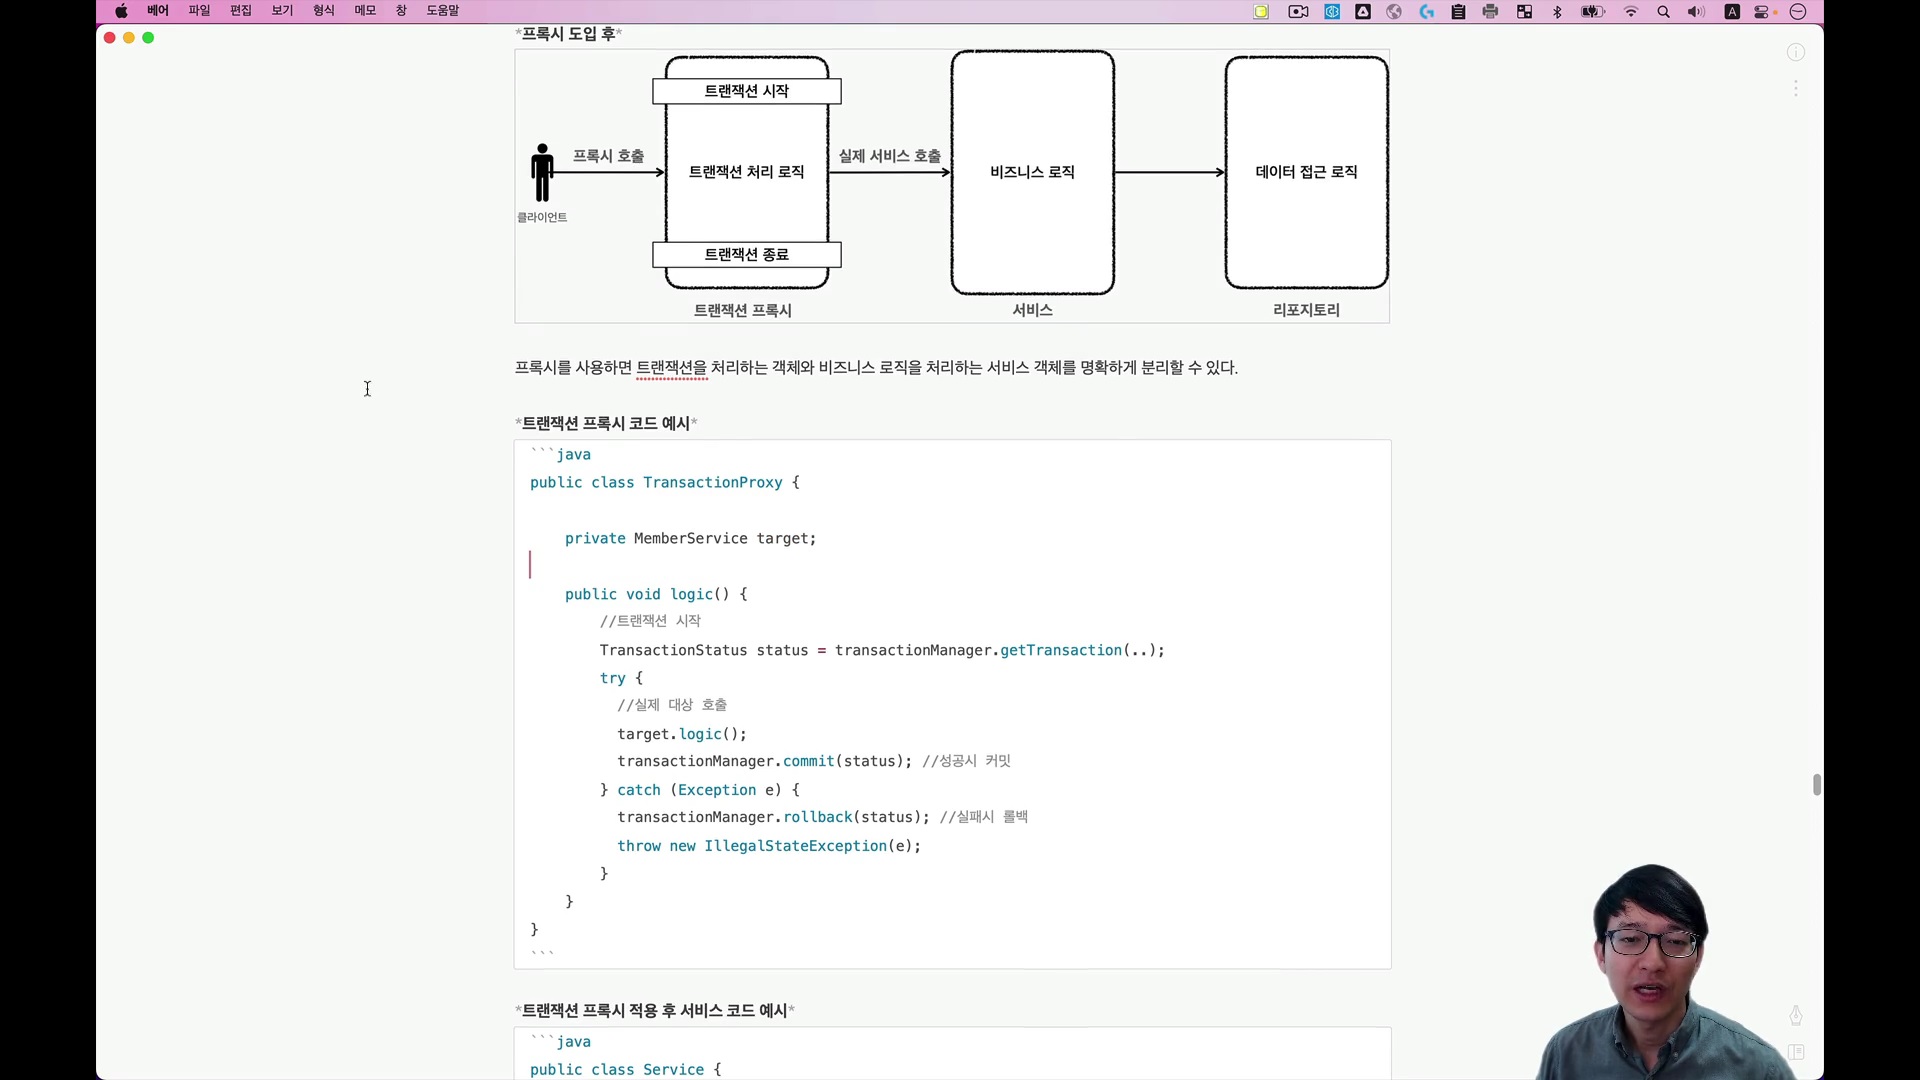 베어 파일 편집 보기 형식 메모 창 도움말
A
*프록시 도입 후*
트랜잭션 시작
프록시 호출
실제 서비스 호출
트랜잭션 처리 로직
비즈니스 로직
데이터 접근 로직
클라이언트
트랜잭션 종료
트랜잭션 프록시
서비스
리포지토리
프록시를 사용하면 트랜잭션을 처리하는 객체와 비즈니스 로직을 처리하는 서비스 객체를 명확하게 분리할 수 있다.
*트랜잭션 프록시 코드 예시*
```java
public class TransactionProxy {
private MemberService target;
public void logic() {
//트랜잭션 시작
TransactionStatus status = transactionManager.getTransaction(..);
try {
//실제 대상 호출
target.logic();
transactionManager.commit(status); //성공시 커밋
} catch (Exception e) {
transactionManager.rollback(status); //실패시 롤백
throw new IllegalStateException(e);
}
}
}
```
*트랜잭션 프록시 적용 후 서비스 코드 예시*
```java
public class Service {